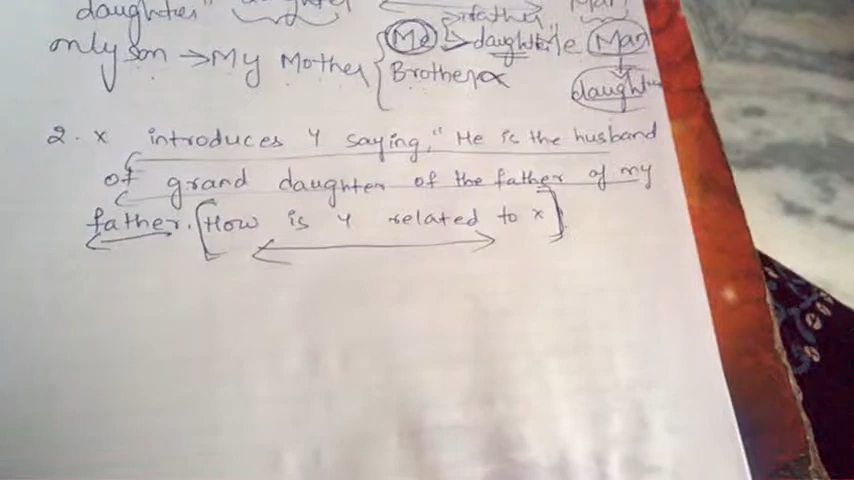 daughter"
father
only son → My Mother { Me daughter Man
Brother daughter
2. x introduces y saying, "He is the husband
of grand daughter of the father of my
father. [How is y related to x]